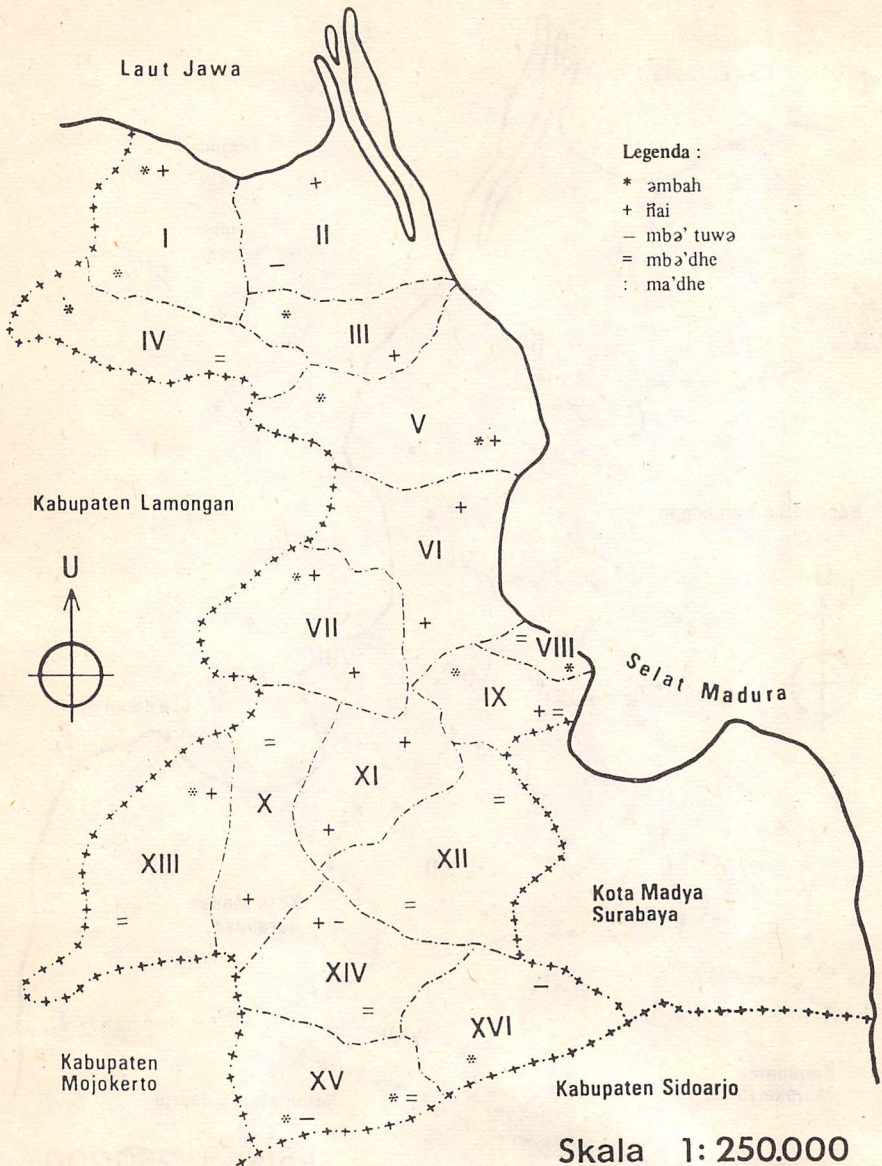 Laut Jawa
Legenda :
* əmbah
+ ñai
– mbə' tuwə
= mbə'dhe
: ma'dhe
* +
+
I
II
–
*
*
*
III
IV
+
=
*
V
* +
Kabupaten Lamongan
+
VI
U
* +
VII
+
=
VIII
*
+
*
IX
Selat Madura
+ =
=
+
XI
* +
X
=
+
XII
XIII
Kota Madya
Surabaya
+
=
=
+ –
XIV
–
=
XVI
Kabupaten
Mojokerto
*
XV
* =
Kabupaten Sidoarjo
* –
Skala 1: 250.000